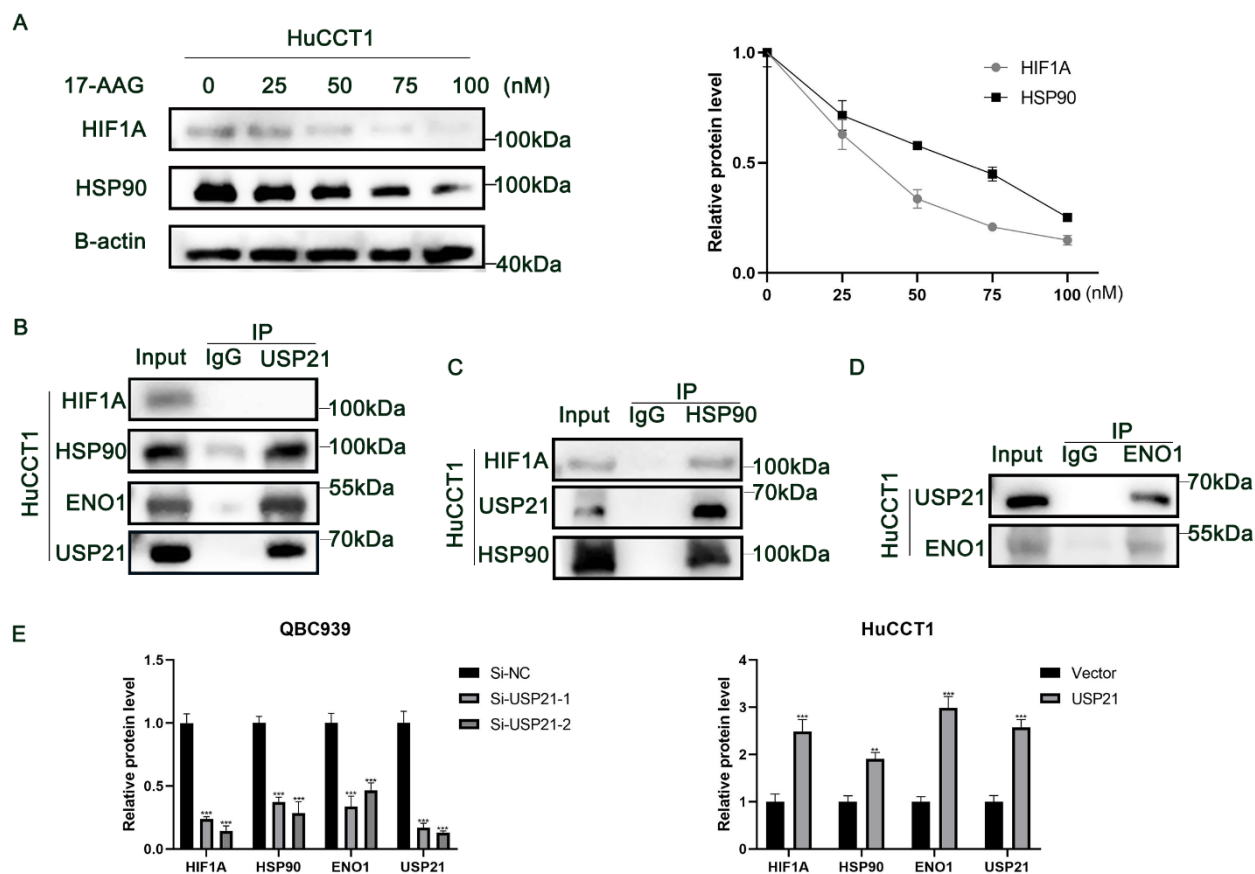 A
HuCCT1
17-AAG 0 25 50 75 100 (nM)
HIF1A
100kDa
HSP90
100kDa
B-actin
40kDa
Relative protein level
1.0
0.5
0.0
0 25 50 75 100 (nM)
HIF1A
HSP90
B
IP
Input IgG USP21
HuCCT1
HIF1A
100kDa
HSP90
100kDa
ENO1
55kDa
USP21
70kDa
C
IP
Input IgG HSP90
HuCCT1
HIF1A
100kDa
USP21
70kDa
HSP90
100kDa
D
IP
Input IgG ENO1
HuCCT1
USP21
70kDa
ENO1
55kDa
E
QBC939
Relative protein level
1.5
1.0
0.5
0.0
*** ***
*** ***
*** ***
*** ***
HIF1A HSP90 ENO1 USP21
Si-NC
Si-USP21-1
Si-USP21-2
HuCCT1
Relative protein level
4
3
2
1
0
*** ** *** ***
HIF1A HSP90 ENO1 USP21
Vector
USP21